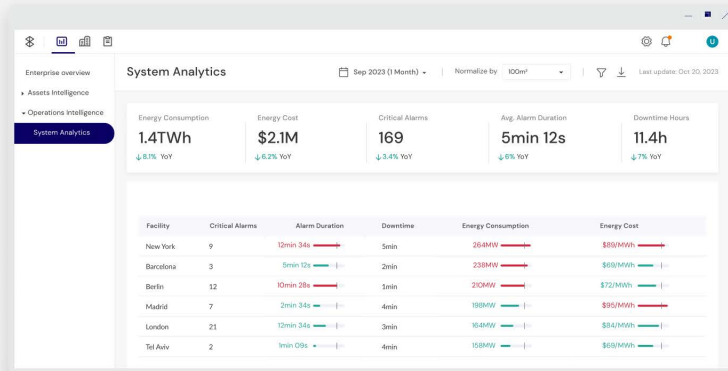 U
Enterprise overview
Assets Intelligence
Operations Intelligence
System Analytics
System Analytics
Sep 2023 (1 Month)
Normalize by 100m²
Last update: Oct 20, 2023
Energy Consumption Energy Cost Critical Alarms Avg. Alarm Duration Downtime Hours
1.4TWh $2.1M 169 5min 12s 11.4h
↓8.1% YoY ↓6.2% YoY ↓3.4% YoY ↓6% YoY ↓7% YoY
Facility Critical Alarms Alarm Duration Downtime Energy Consumption Energy Cost
New York 9 12min 34s 5min 264MW $89/MWh
Barcelona 3 5min 12s 2min 238MW $69/MWh
Berlin 12 10min 28s 1min 210MW $72/MWh
Madrid 7 2min 34s 4min 198MW $95/MWh
London 21 12min 34s 3min 164MW $84/MWh
Tel Aviv 2 1min 09s 4min 158MW $69/MWh